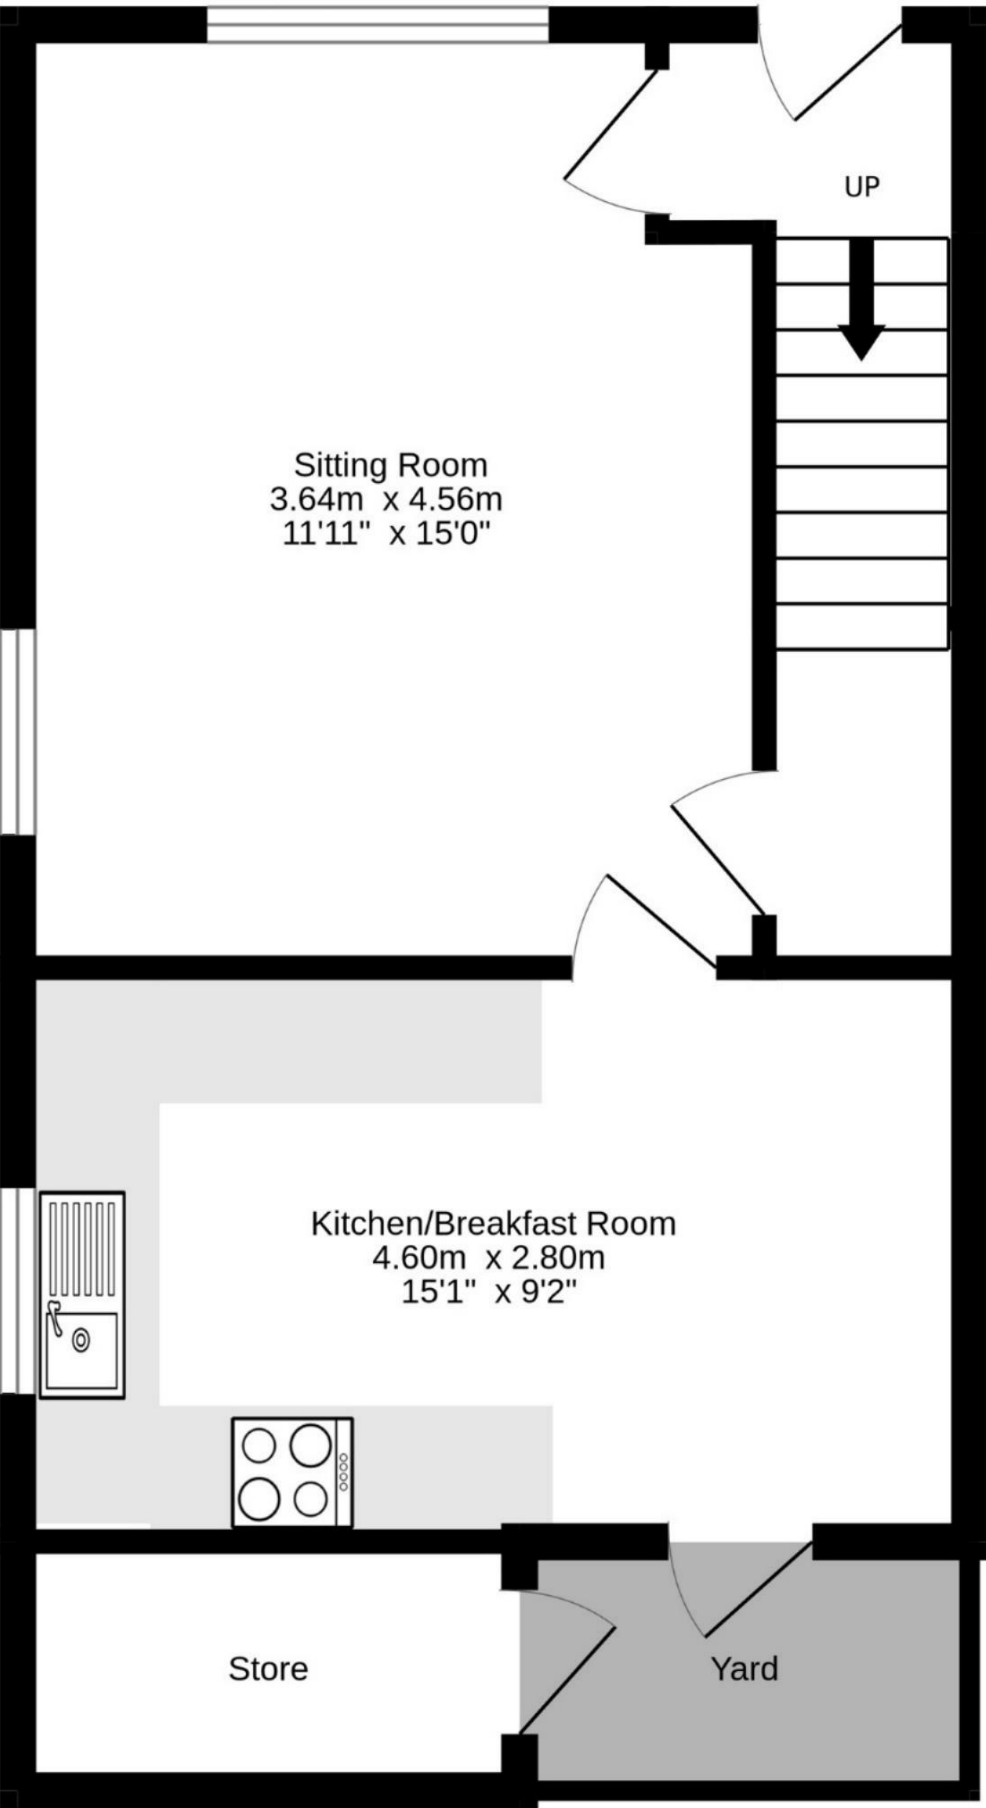 UP
Sitting Room
3.64m x 4.56m
11'11" x 15'0"
Kitchen/Breakfast Room
4.60m x 2.80m
15'1" x 9'2"
Store
Yard